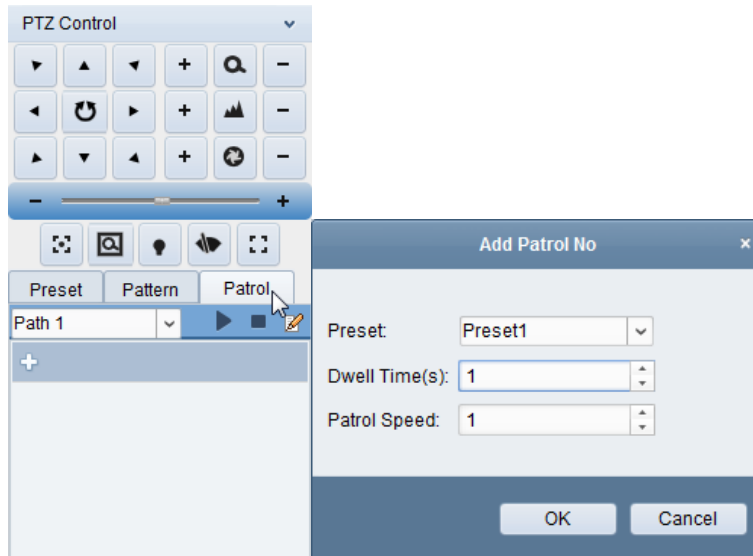 PTZ Control
Add Patrol No
Preset
Pattern
Patrol
Path 1
Preset:
Preset1
Dwell Time(s):
1
Patrol Speed:
1
OK
Cancel